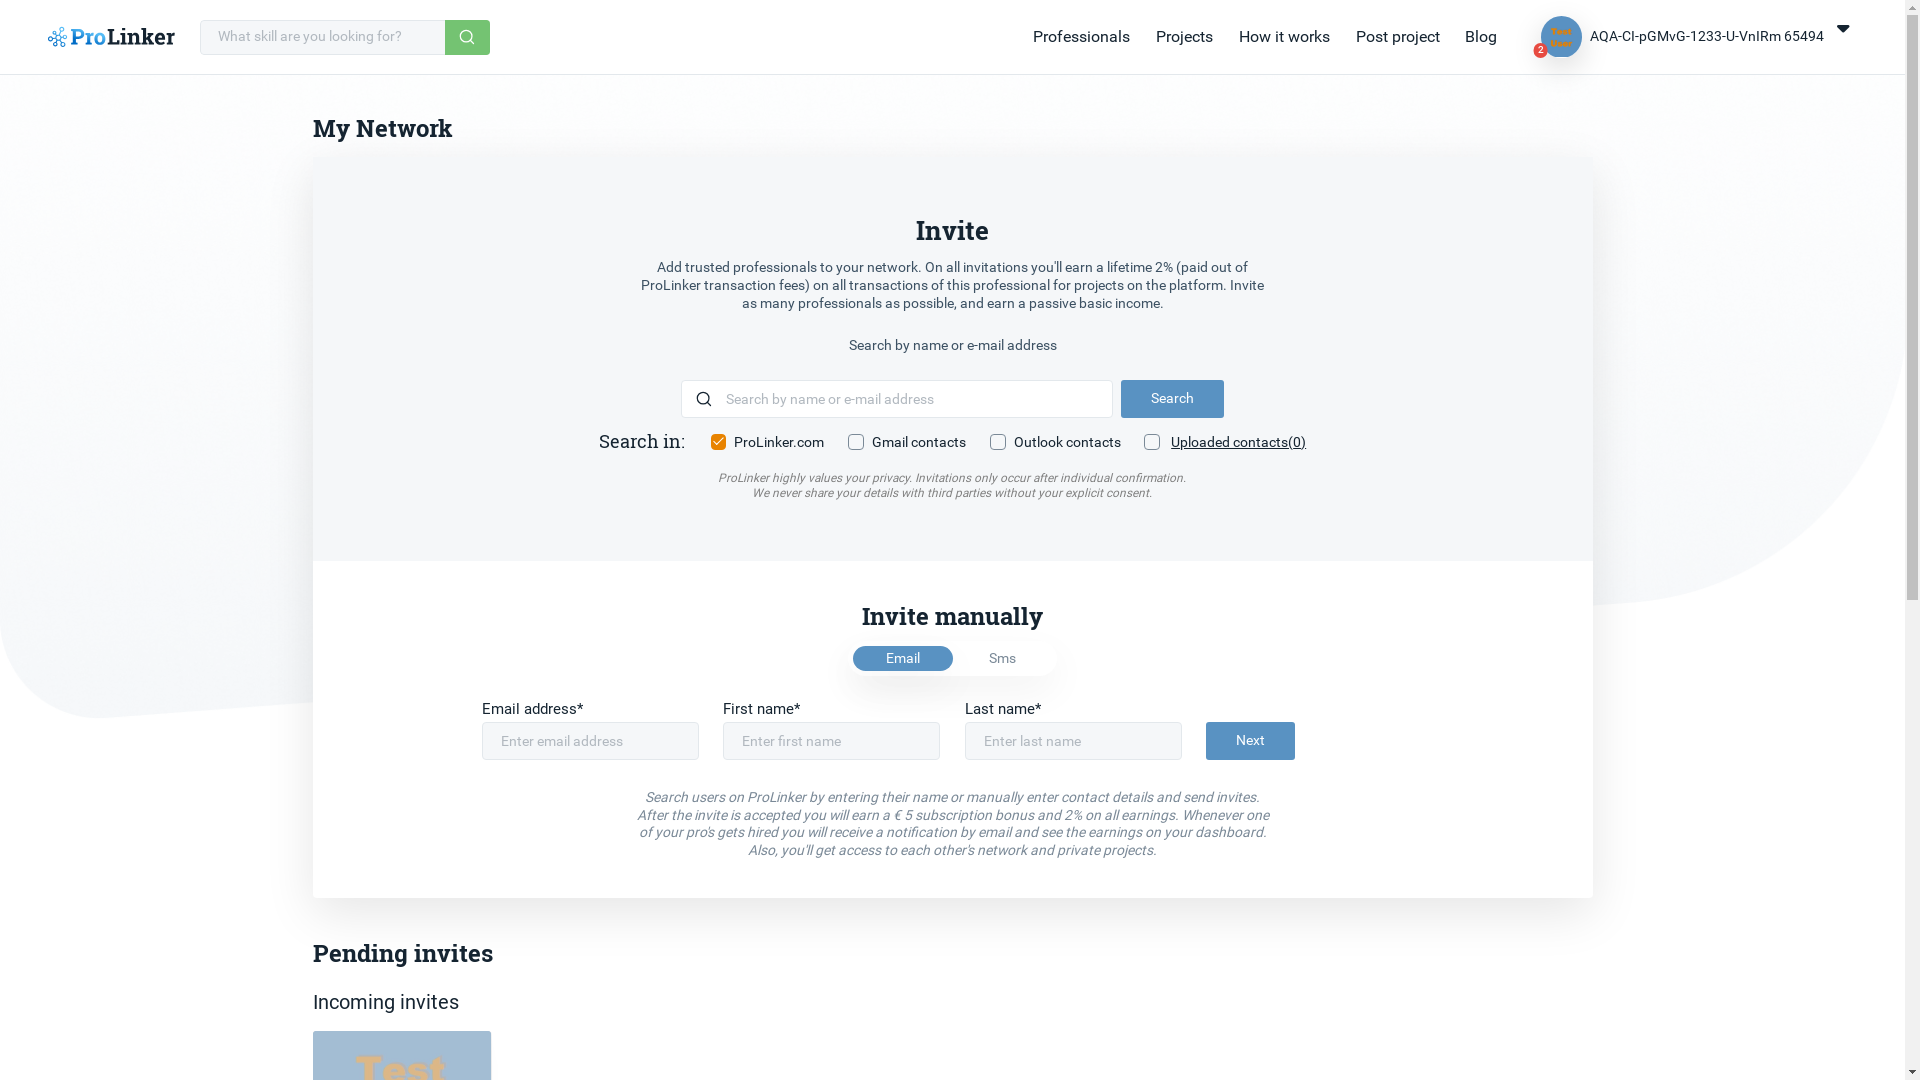 ProLinker
What skill are you looking for?
Professionals
Projects
How it works
Post project
Blog
Test
User
2
AQA-CI-pGMvG-1233-U-VnIRm 65494
My Network
Invite
Add trusted professionals to your network. On all invitations you'll earn a lifetime 2% (paid out of
ProLinker transaction fees) on all transactions of this professional for projects on the platform. Invite
as many professionals as possible, and earn a passive basic income.
Search by name or e-mail address
Search by name or e-mail address
Search
Search in:
ProLinker.com
Gmail contacts
Outlook contacts
Uploaded contacts(0)
ProLinker highly values your privacy. Invitations only occur after individual confirmation.
We never share your details with third parties without your explicit consent.
Invite manually
Email
Sms
Email address*
First name*
Last name*
Enter email address
Enter first name
Enter last name
Next
Search users on ProLinker by entering their name or manually enter contact details and send invites.
After the invite is accepted you will earn a € 5 subscription bonus and 2% on all earnings. Whenever one
of your pro's gets hired you will receive a notification by email and see the earnings on your dashboard.
Also, you'll get access to each other's network and private projects.
Pending invites
Incoming invites
Test